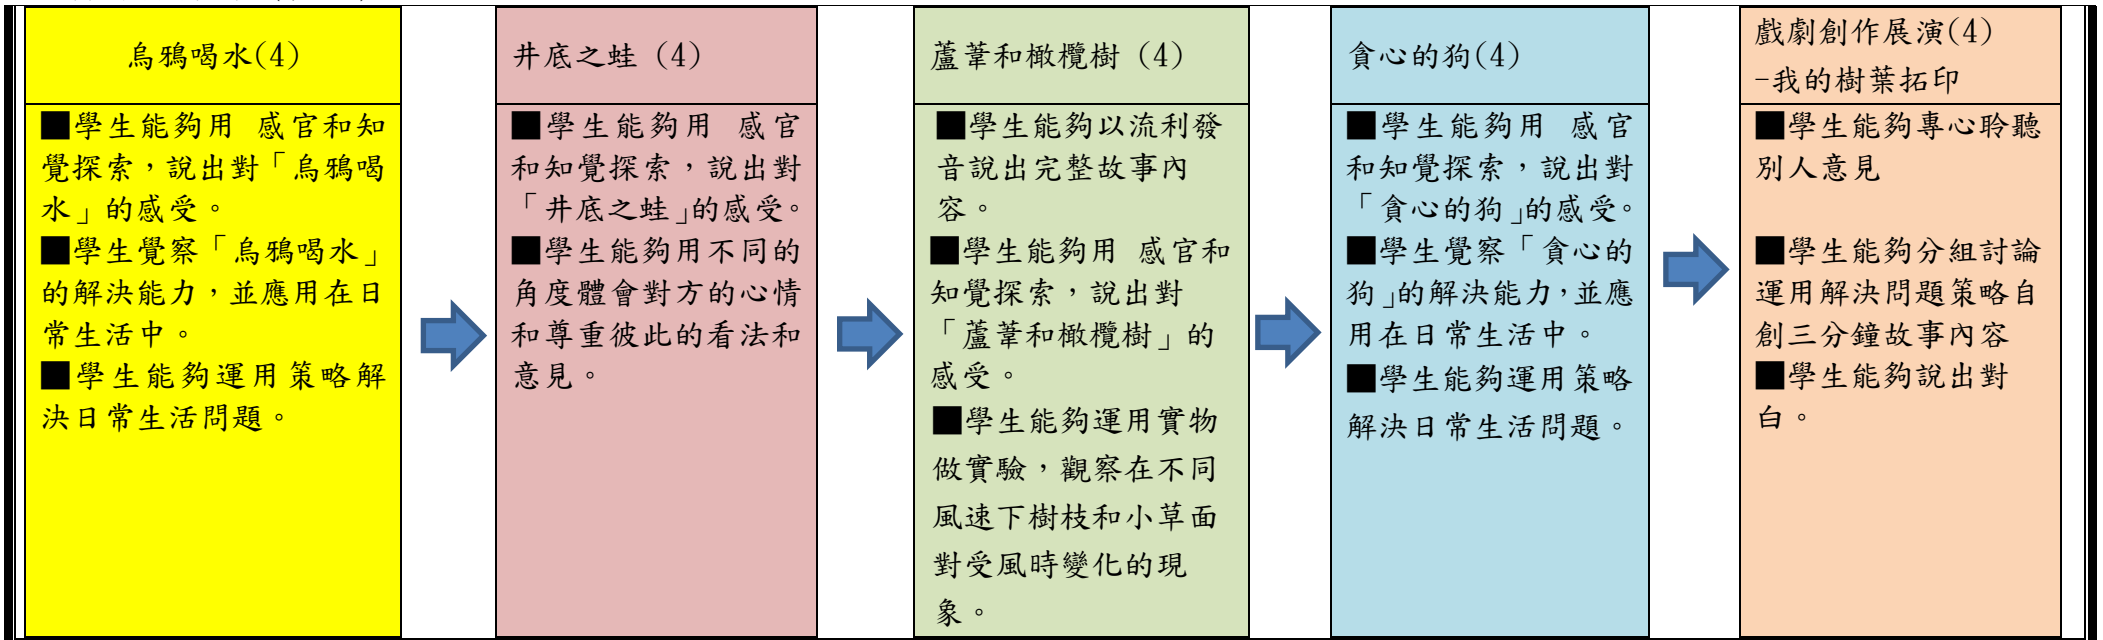 烏鴉喝水(4)
■學生能夠用 感官和知
覺探索，說出對「烏鴉喝
水」的感受。
■學生覺察「烏鴉喝水」
的解決能力，並應用在日
常生活中。
■學生能夠運用策略解
決日常生活問題。
井底之蛙 (4)
■學生能夠用 感官
和知覺探索，說出對
「井底之蛙」的感受。
■學生能夠用不同的
角度體會對方的心情
和尊重彼此的看法和
意見。
蘆葦和橄欖樹 (4)
■學生能夠以流利發
音說出完整故事內
容。
■學生能夠用 感官和
知覺探索，說出對
「蘆葦和橄欖樹」的
感受。
■學生能夠運用實物
做實驗，觀察在不同
風速下樹枝和小草面
對受風時變化的現
象。
貪心的狗(4)
■學生能夠用 感官
和知覺探索，說出對
「貪心的狗」的感受。
■學生覺察「貪心的
狗」的解決能力，並應
用在日常生活中。
■學生能夠運用策略
解決日常生活問題。
戲劇創作展演(4)
-我的樹葉拓印
■學生能夠專心聆聽
別人意見
■學生能夠分組討論
運用解決問題策略自
創三分鐘故事內容
■學生能夠說出對
白。